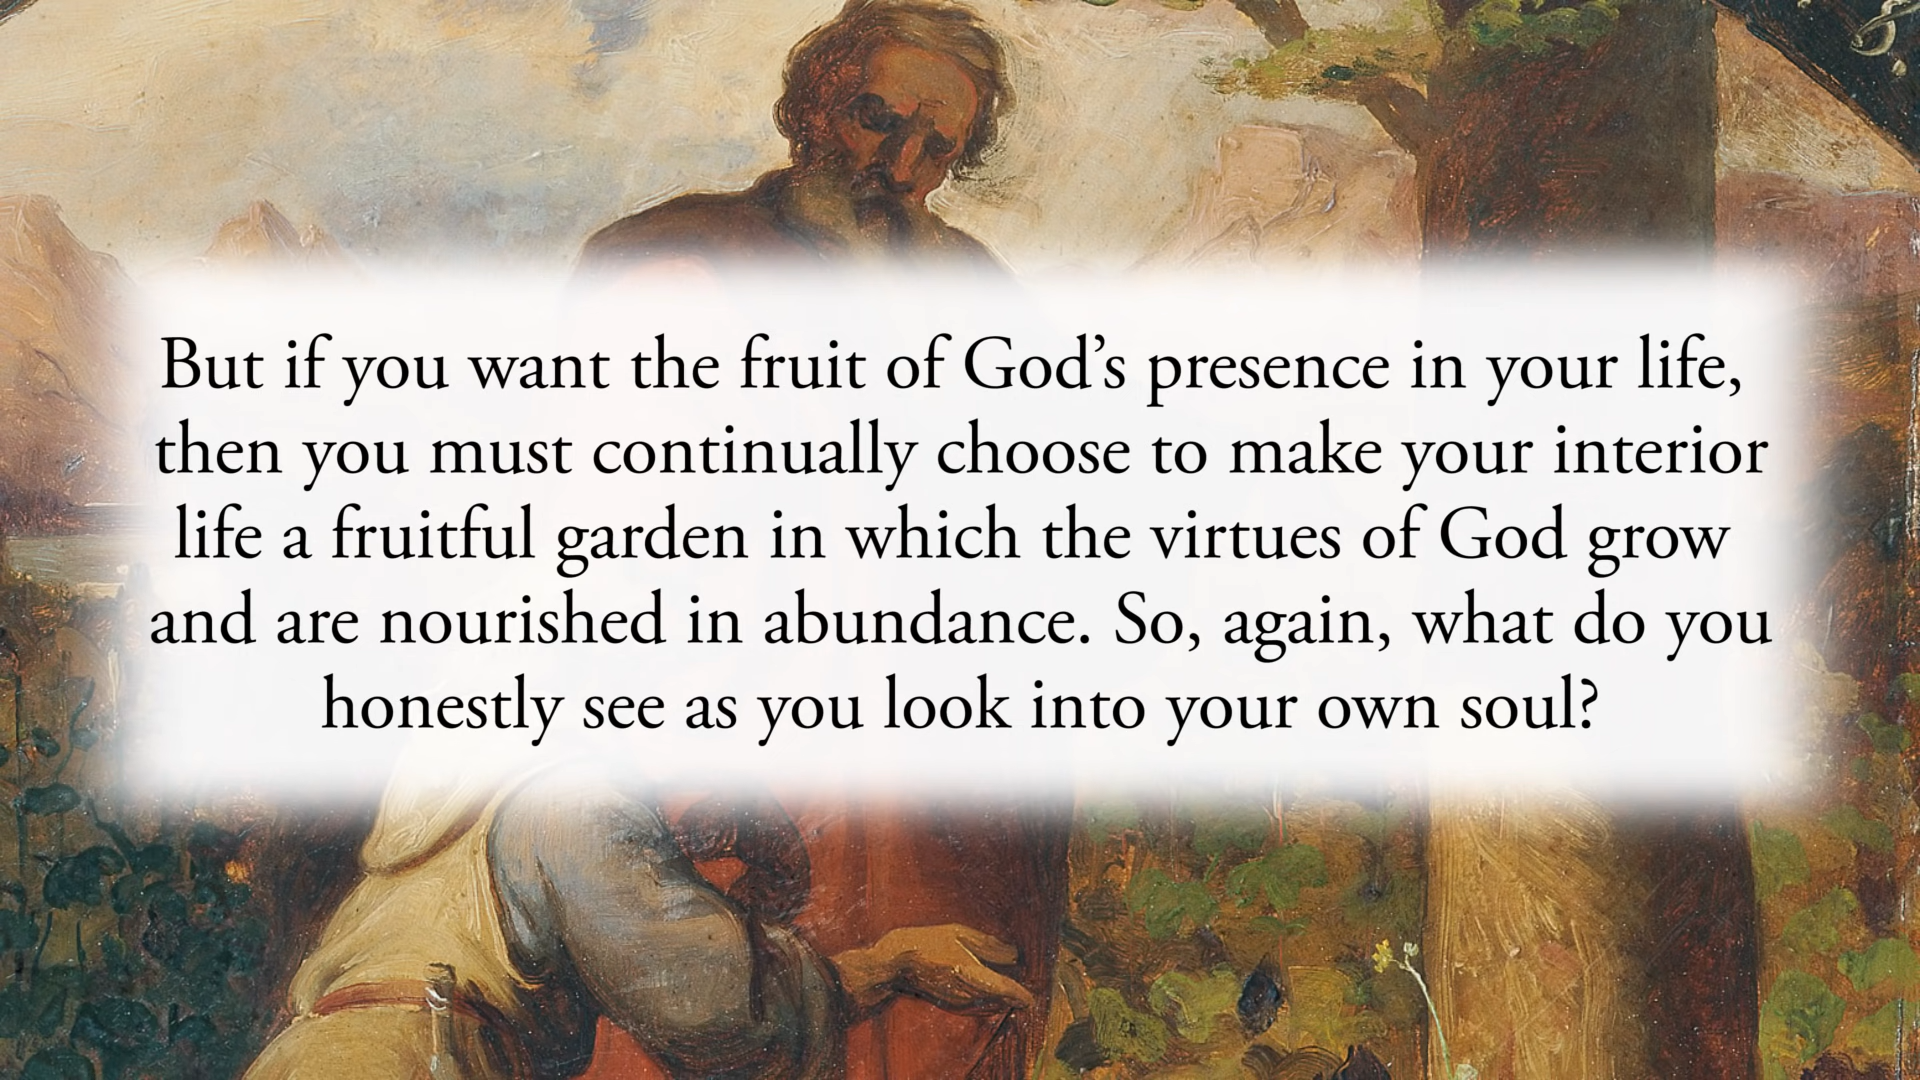 But if you want the fruit of God’s presence in your life,
then you must continually choose to make your interior
life a fruitful garden in which the virtues of God grow
and are nourished in abundance. So, again, what do you
honestly see as you look into your own soul?